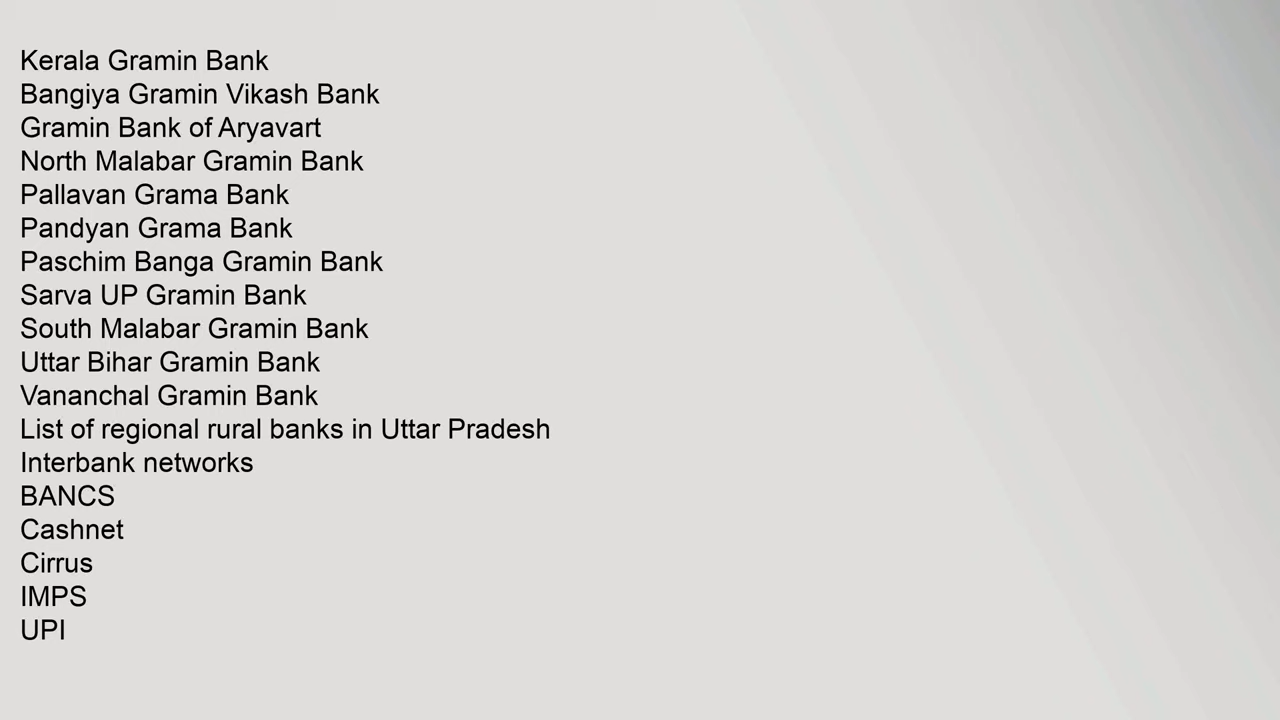 Kerala Gramin Bank
Bangiya Gramin Vikash Bank
Gramin Bank of Aryavart
North Malabar Gramin Bank
Pallavan Grama Bank
Pandyan Grama Bank
Paschim Banga Gramin Bank
Sarva UP Gramin Bank
South Malabar Gramin Bank
Uttar Bihar Gramin Bank
Vananchal Gramin Bank
List of regional rural banks in Uttar Pradesh
Interbank networks
BANCS
Cashnet
Cirrus
IMPS
UPI